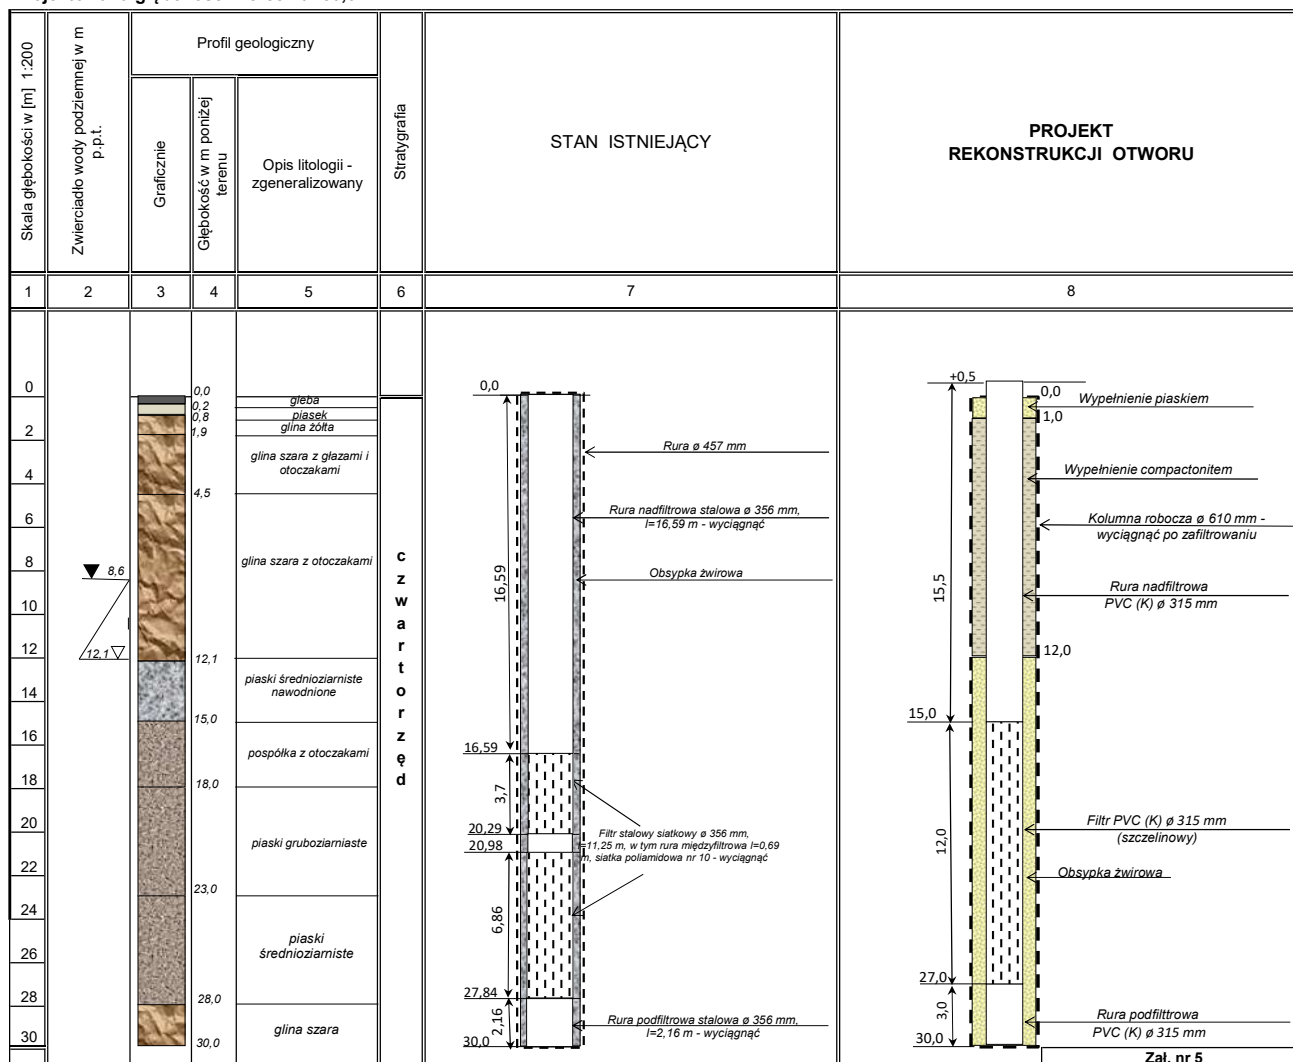 Skala głębokości w [m] 1:200
Zwierciadło wody podziemnej w m
p.p.t.
Profil geologiczny
Graficznie
Głębokość w m poniżej
terenu
Opis litologii -
zgeneralizowany
Stratygrafia
STAN ISTNIEJĄCY
PROJEKT
REKONSTRUKCJI OTWORU
1
2
3
4
5
6
7
8
0
2
4
6
8
10
12
14
16
18
20
22
24
26
28
30
8,6
12,1
0,0
0,2
0,8
1,9
4,5
12,1
15,0
18,0
23,0
28,0
30,0
gleba
piasek
glina żółta
glina szara z głazami i
otoczakami
glina szara z otoczakami
piaski średnioziarniste
nawodnione
pospółka z otoczakami
piaski gruboziarniaste
piaski
średnioziarniste
glina szara
c
z
w
a
r
t
o
r
z
ę
d
0,0
16,59
16,59
3,7
20,29
20,98
6,86
27,84
2,16
30,0
Rura ø 457 mm
Rura nadfiltrowa stalowa ø 356 mm,
l=16,59 m - wyciągnąć
Obsypka żwirowa
Filtr stalowy siatkowy ø 356 mm,
l=11,25 m, w tym rura międzyfiltrowa l=0,69
m, siatka poliamidowa nr 10 - wyciągnąć
Rura podfiltrowa stalowa ø 356 mm,
l=2,16 m - wyciągnąć
+0,5
0,0
1,0
15,5
12,0
15,0
12,0
27,0
3,0
30,0
Wypełnienie piaskiem
Wypełnienie compactonitem
Kolumna robocza ø 610 mm -
wyciągnąć po zafiltrowaniu
Rura nadfiltrowa
PVC (K) ø 315 mm
Filtr PVC (K) ø 315 mm
(szczelinowy)
Obsypka żwirowa
Rura podfilttrowa
PVC (K) ø 315 mm
Zał. nr 5